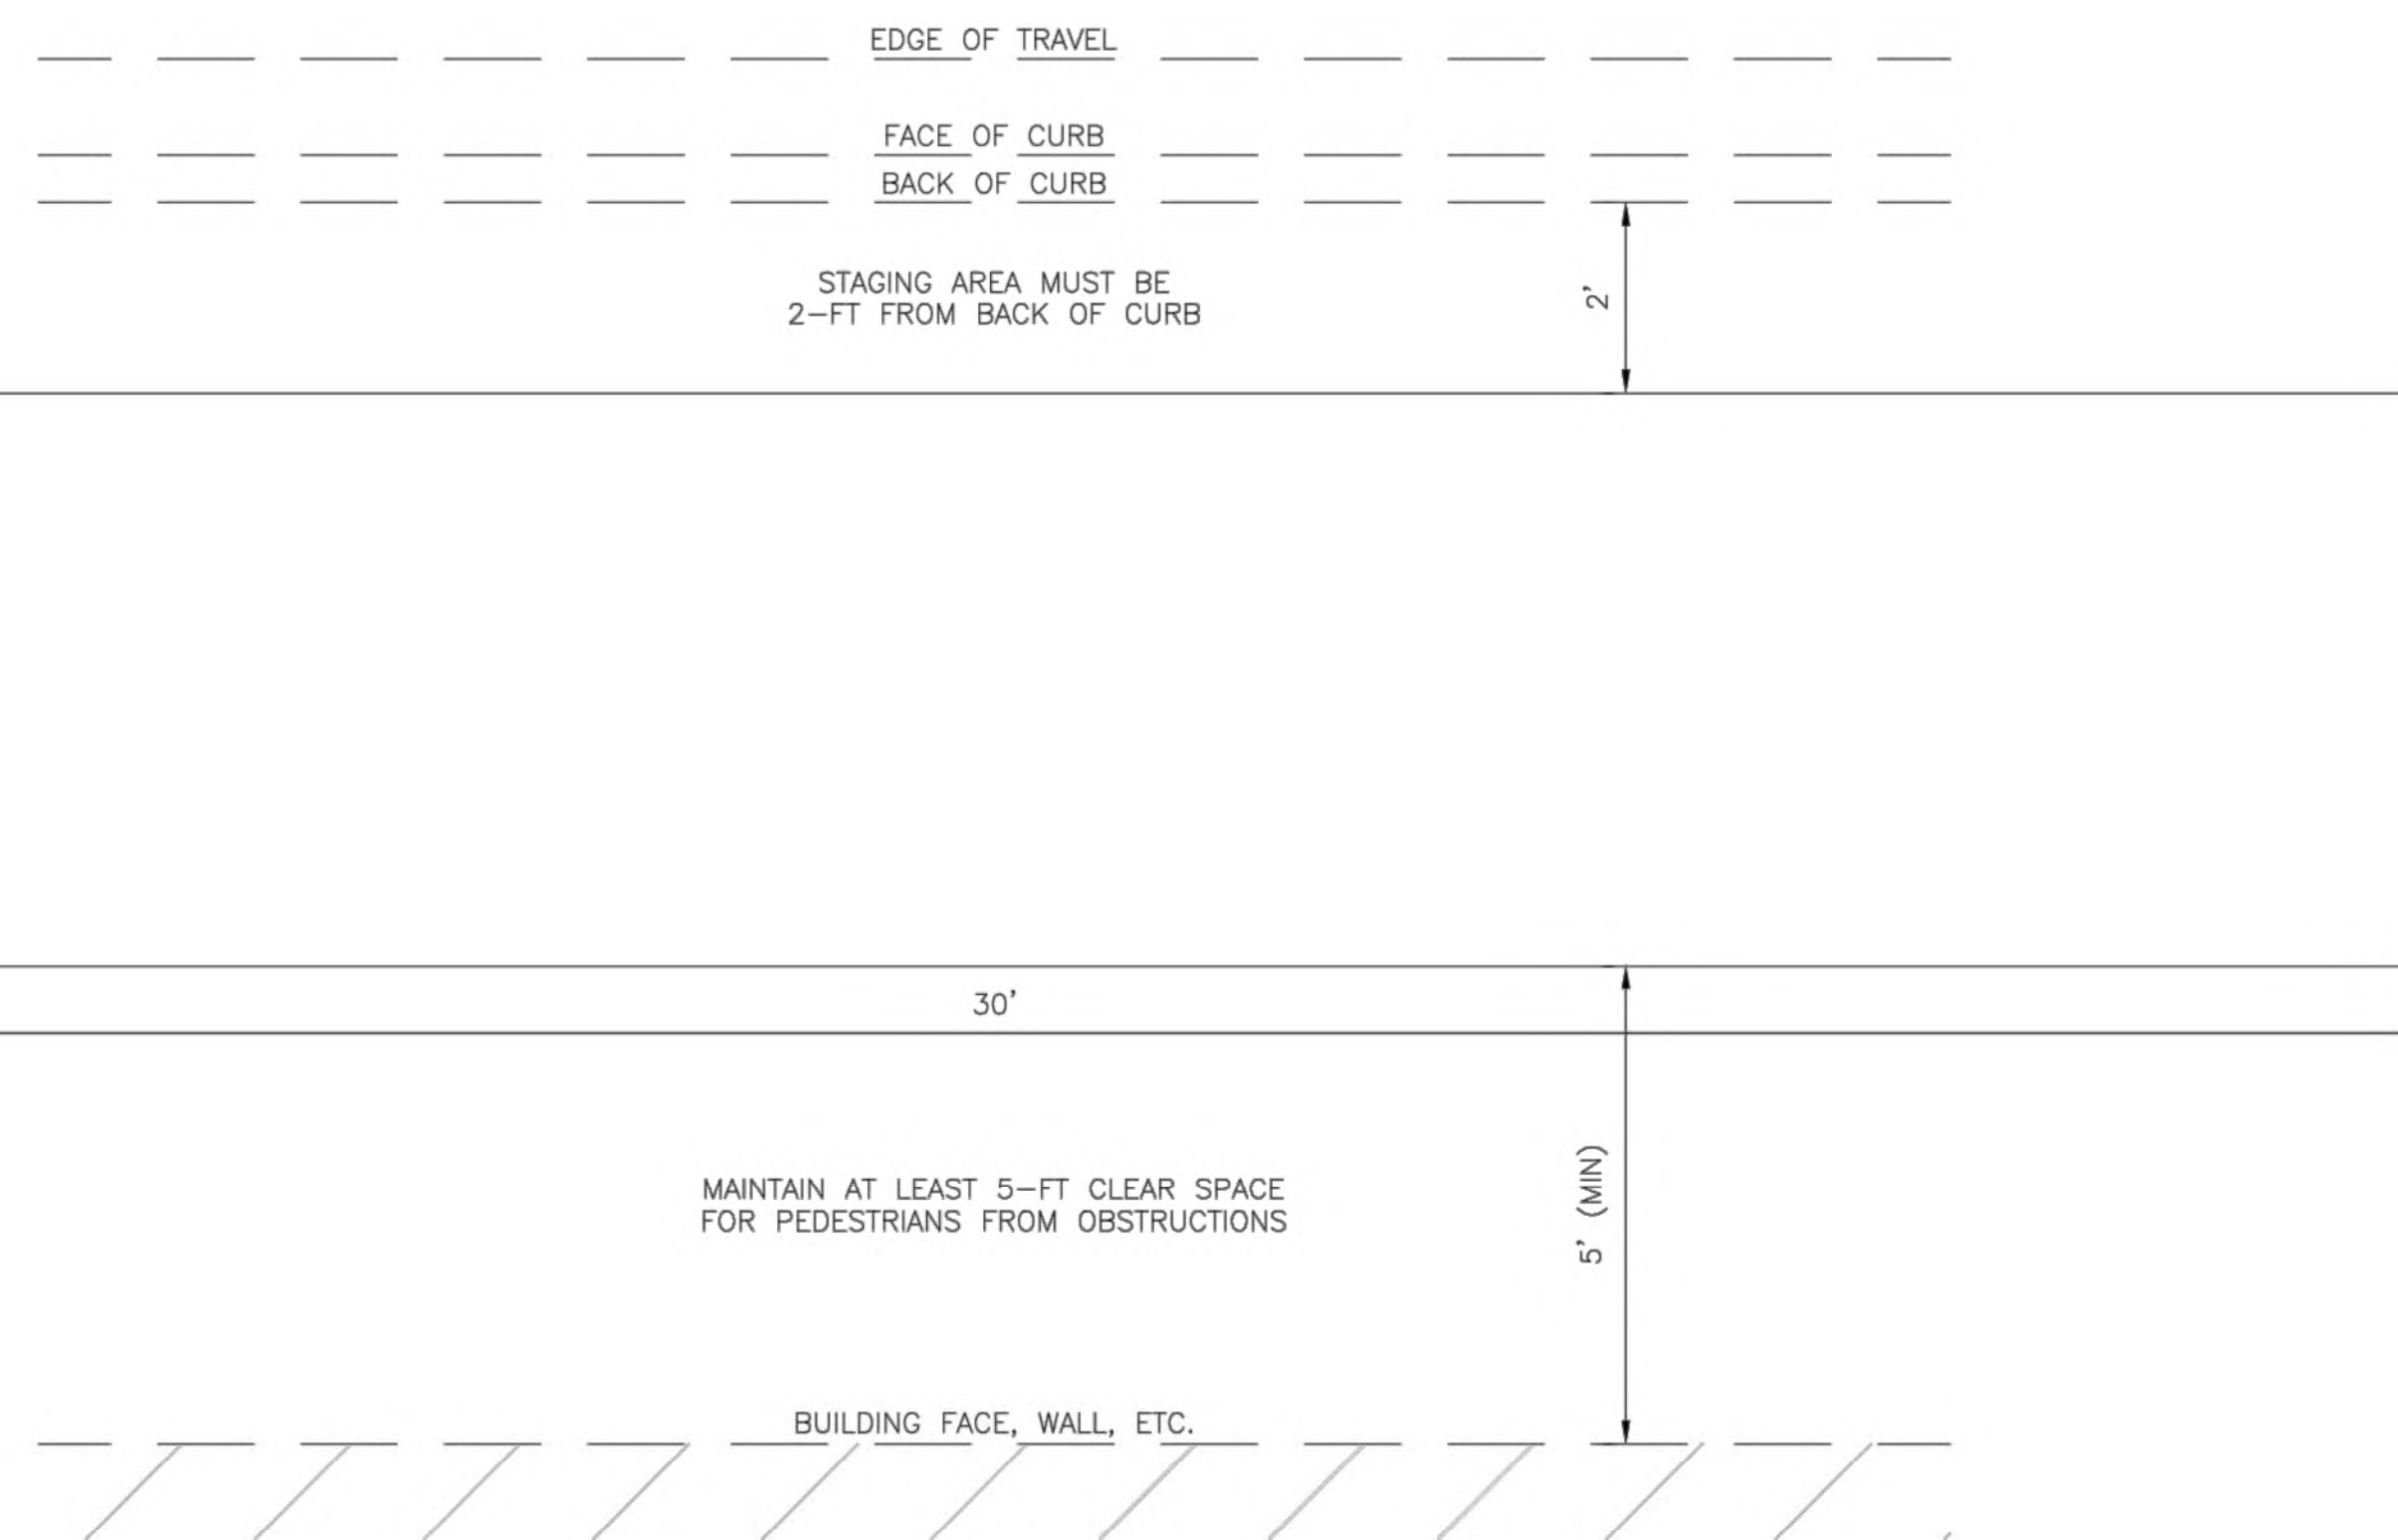 EDGE OF TRAVEL
FACE OF CURB
BACK OF CURB
STAGING AREA MUST BE
2-FT FROM BACK OF CURB
2'
30'
MAINTAIN AT LEAST 5-FT CLEAR SPACE
FOR PEDESTRIANS FROM OBSTRUCTIONS
5' (MIN)
BUILDING FACE, WALL, ETC.